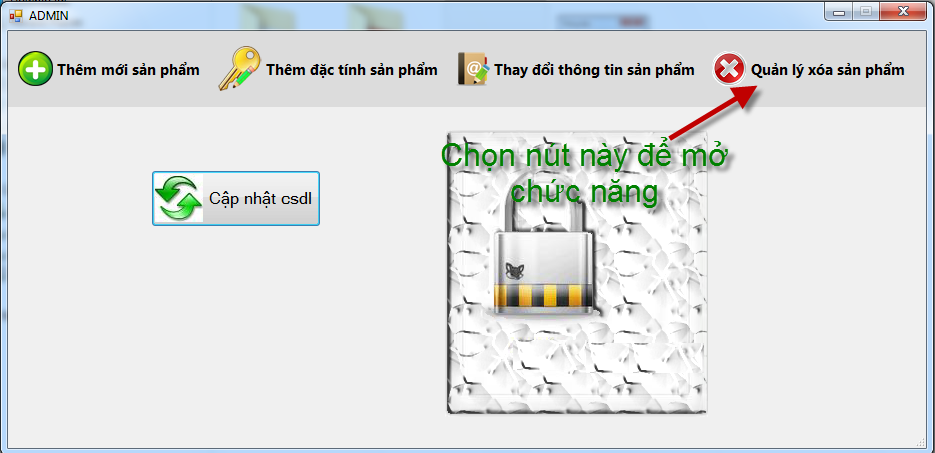 ADMIN
Thêm mới sản phẩm Thêm đặc tính sản phẩm Thay đổi thông tin sản phẩm Quản lý xóa sản phẩm
Chọn nút này để mở
chức năng
Cập nhật csdl